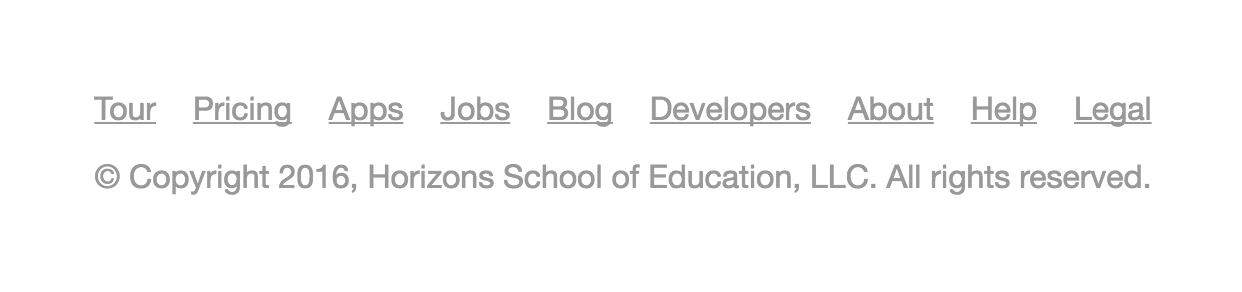 Tour Pricing Apps Jobs Blog Developers About Help Legal
© Copyright 2016, Horizons School of Education, LLC. All rights reserved.